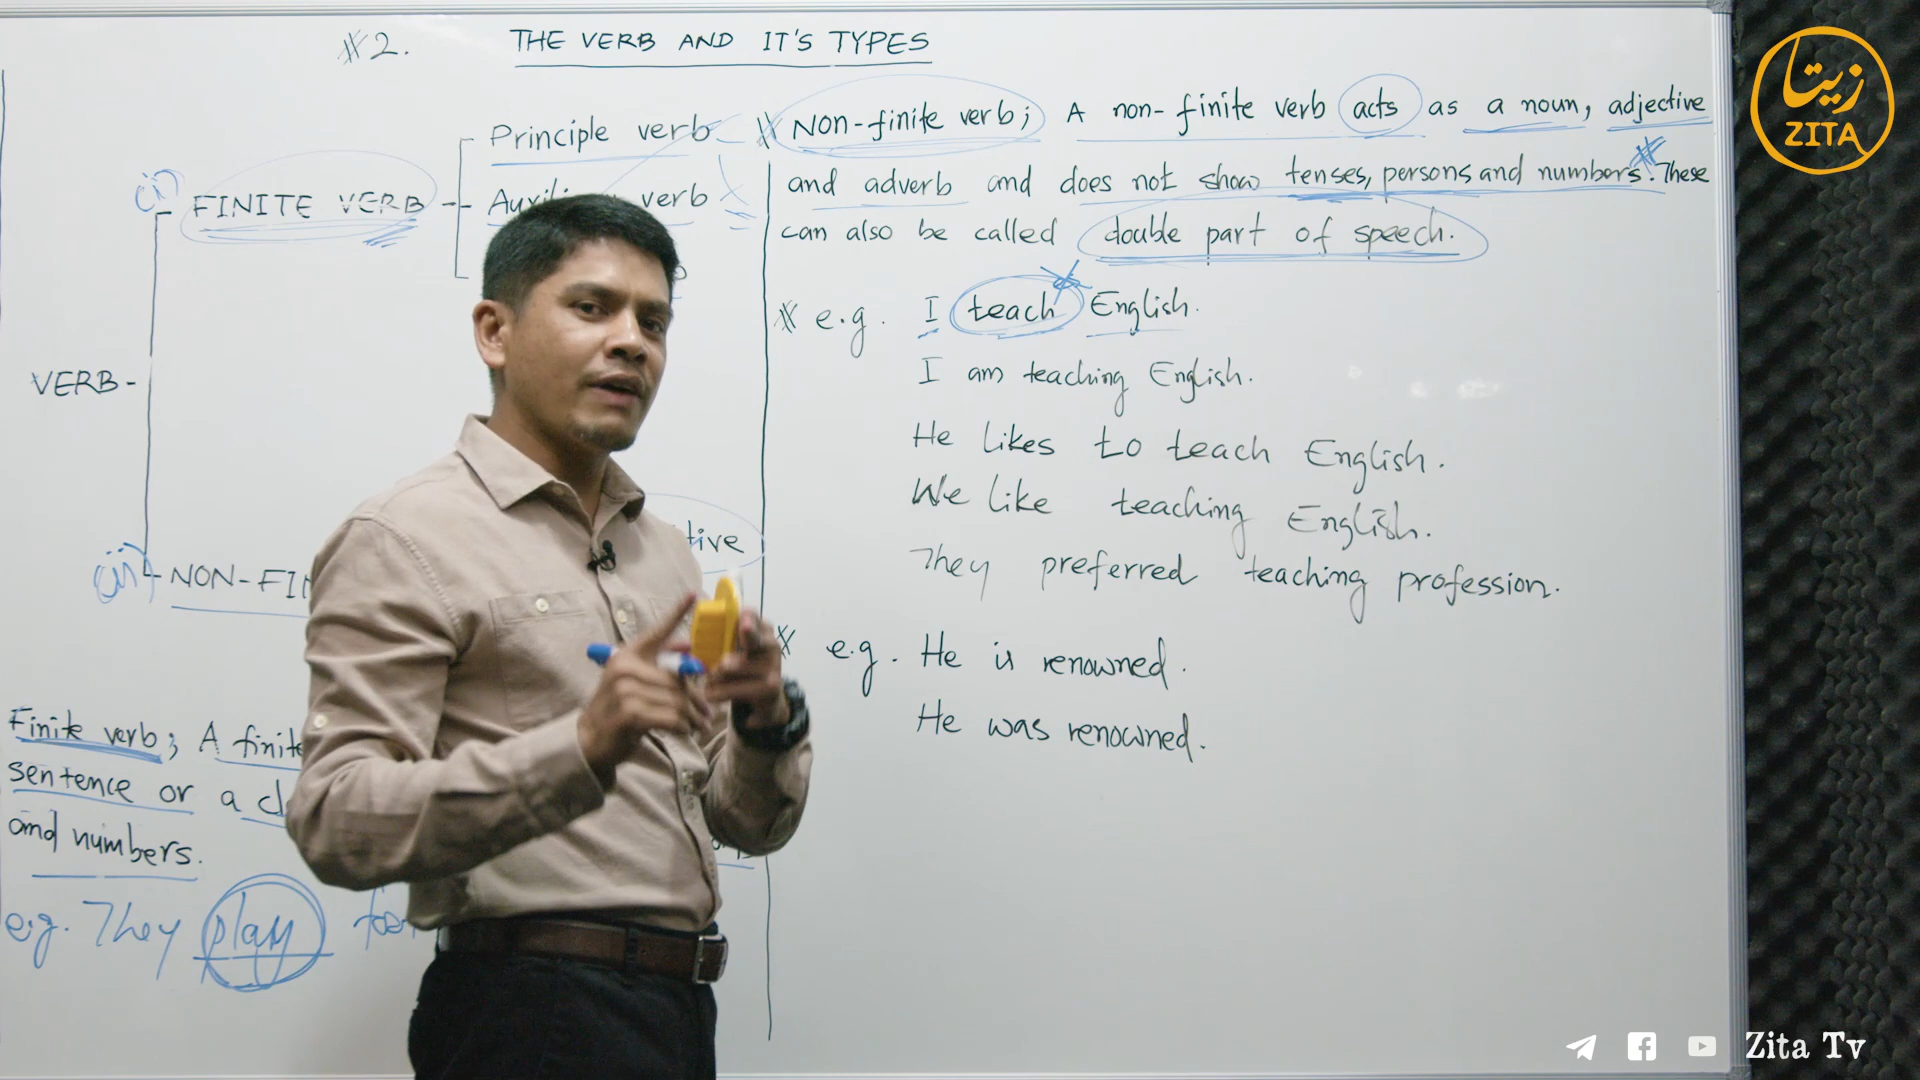 #2. THE VERB AND IT'S TYPES
VERB -
(i) FINITE VERB
Principle verb
verb
(ii) NON-FIN
tive
Finite verb; A finite
sentence or a
and numbers.
e.g. They play
Non-finite verb; A non-finite verb acts as a noun, adjective
and adverb and does not show tenses, persons and numbers. These
can also be called double part of speech.
e.g. I teach English.
I am teaching English.
He likes to teach English.
We like teaching English.
They preferred teaching profession.
e.g. He is renowned.
He was renowned.
زيتا
ZITA
Zita Tv